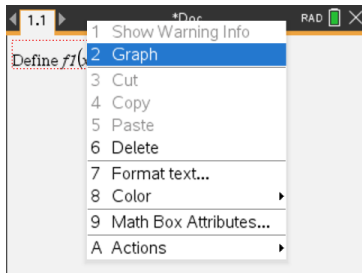 1.1 *Doc RAD
1 Show Warning Info
Define f1(x
2 Graph
3 Cut
4 Copy
5 Paste
6 Delete
7 Format text...
8 Color
9 Math Box Attributes...
A Actions